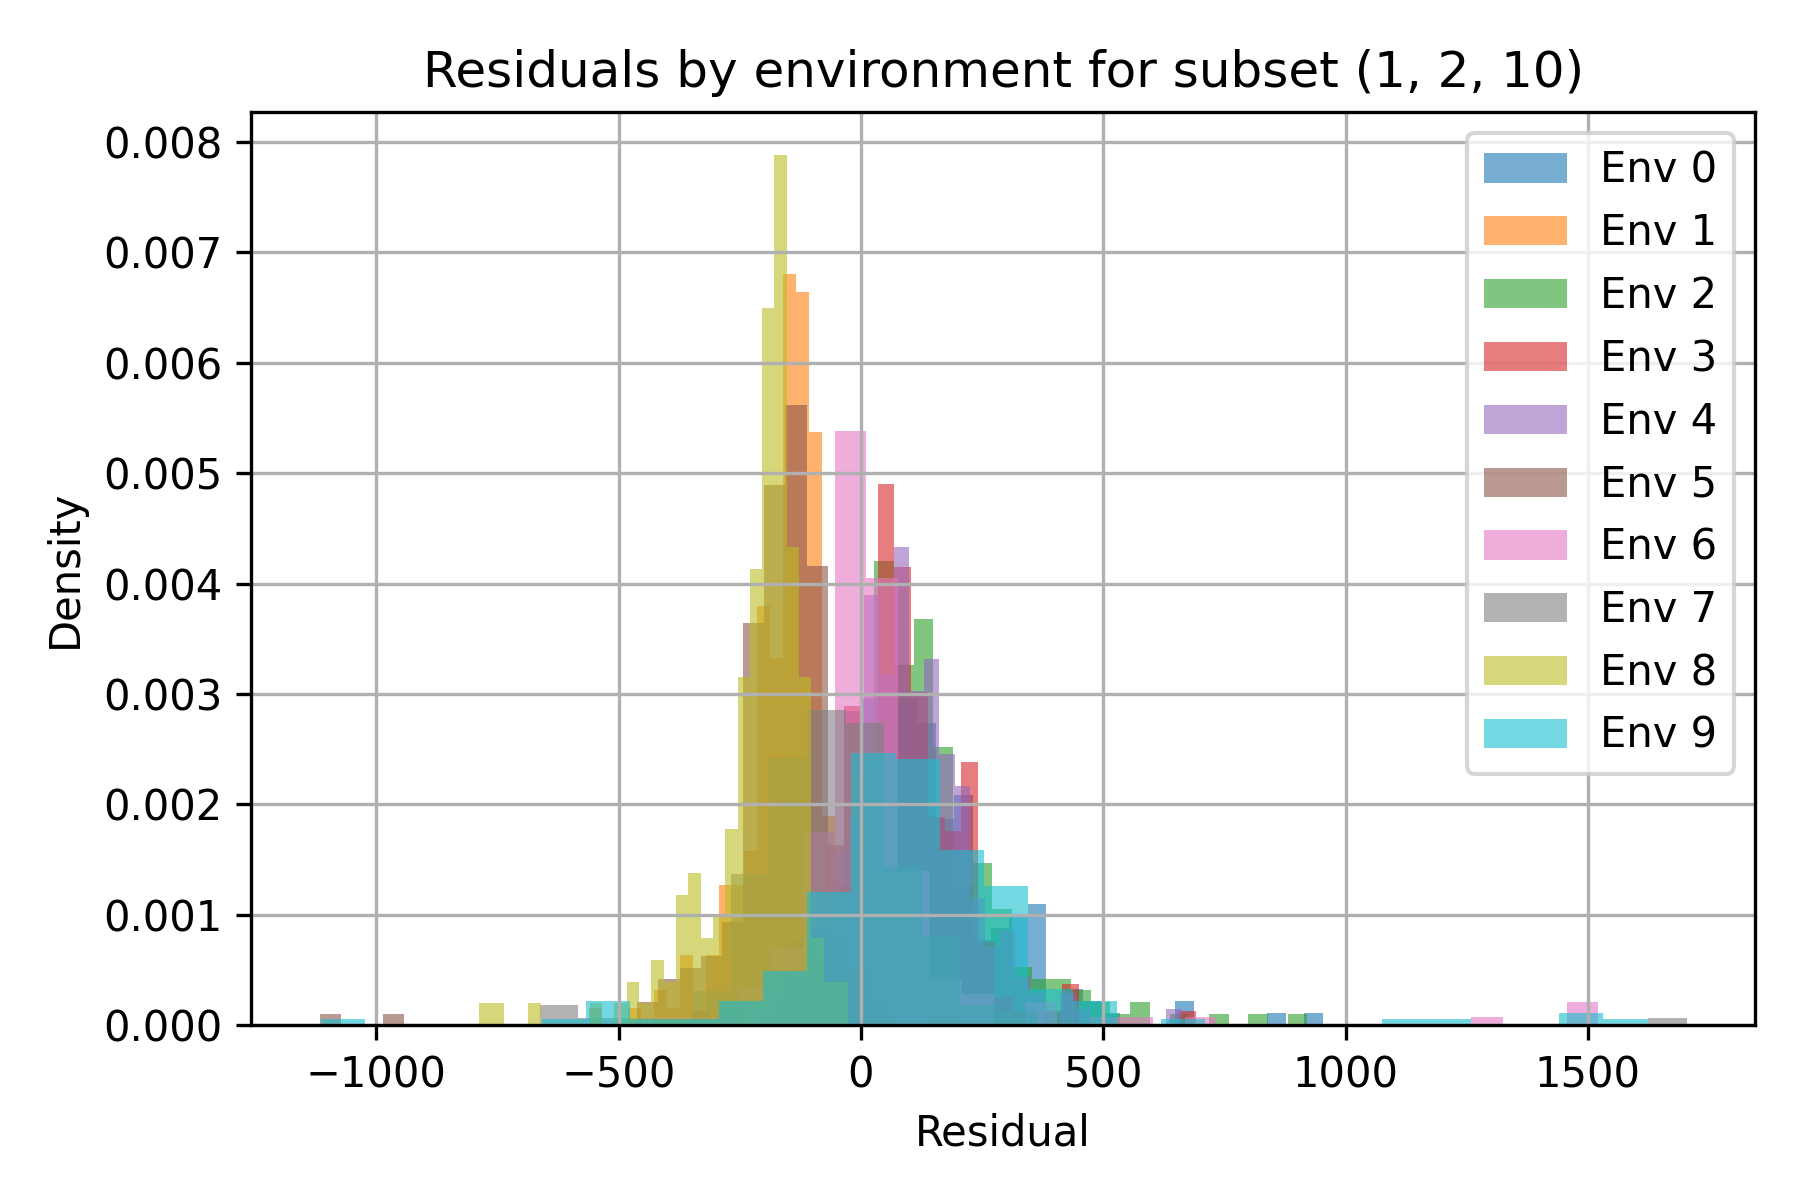 Residuals by environment for subset (1, 2, 10)
0.008
0.007
0.006
0.005
0.004
0.003
0.002
0.001
0.000
Density
Env 0
Env 1
Env 2
Env 3
Env 4
Env 5
Env 6
Env 7
Env 8
Env 9
−1000 −500 0 500 1000 1500
Residual